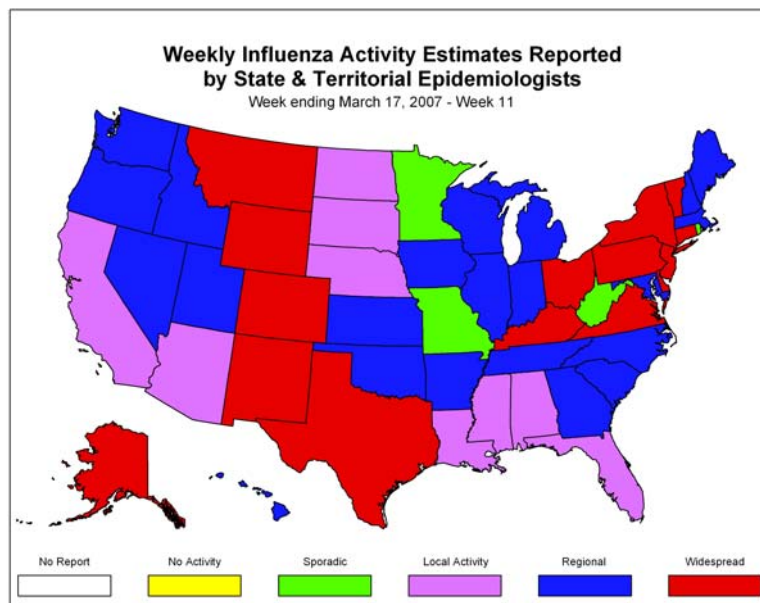 Weekly Influenza Activity Estimates Reported
by State & Territorial Epidemiologists
Week ending March 17, 2007 - Week 11
No Report
No Activity
Sporadic
Local Activity
Regional
Widespread